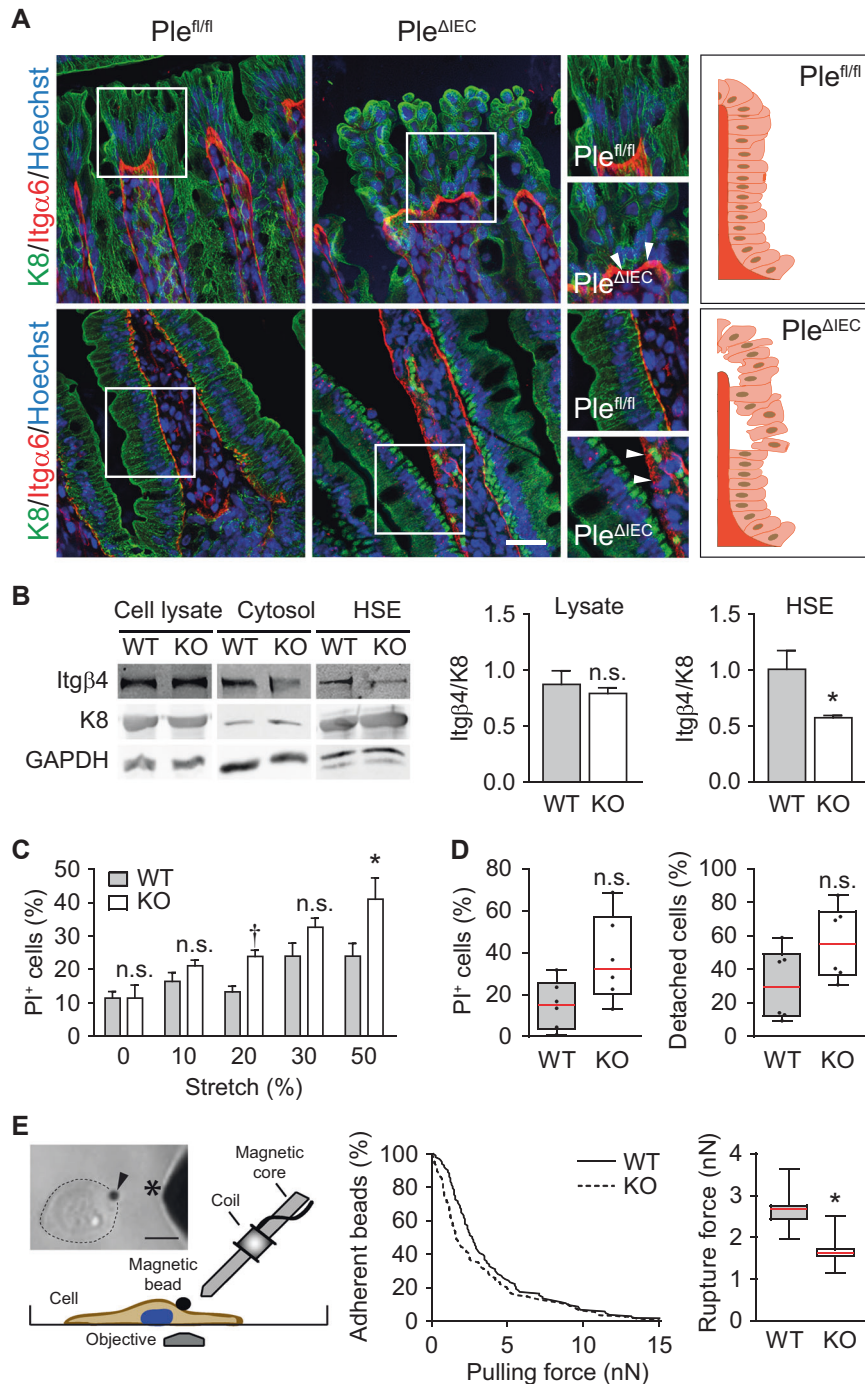 A
Ple^fl/fl
Ple^ΔIEC
K8/Itgα6/Hoechst
Ple^fl/fl
Ple^ΔIEC
Ple^fl/fl
K8/Itgα6/Hoechst
Ple^fl/fl
Ple^ΔIEC
Ple^ΔIEC
B
Cell lysate Cytosol HSE
WT KO WT KO WT KO
Itgβ4
K8
GAPDH
Lysate
Itgβ4/K8
1.5
1.0
0.5
0.0
n.s.
WT KO
HSE
Itgβ4/K8
1.5
1.0
0.5
0.0
*
WT KO
C
PI⁺ cells (%)
50
40
30
20
10
0
WT
KO
n.s.
n.s.
†
n.s.
*
0 10 20 30 50
Stretch (%)
D
PI⁺ cells (%)
80
60
40
20
0
n.s.
WT KO
Detached cells (%)
100
80
60
40
20
0
n.s.
WT KO
E
*
Magnetic
core
Coil
Magnetic
bead
Cell
Objective
Adherent beads (%)
100
80
60
40
20
0
WT
KO
0 5 10 15
Pulling force (nN)
Rupture force (nN)
4
3
2
1
0
*
WT KO